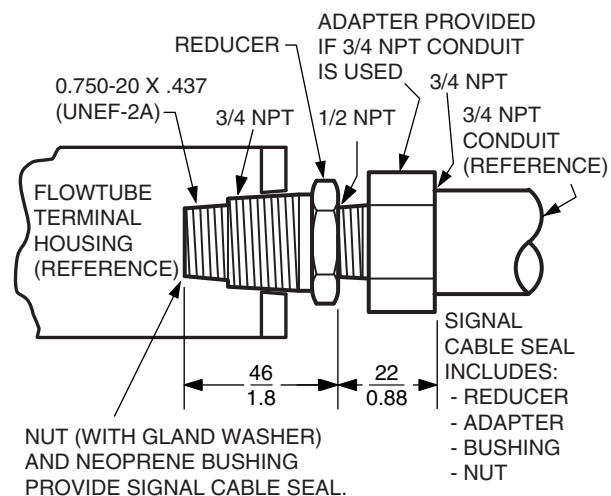 ADAPTER PROVIDED
IF 3/4 NPT CONDUIT
IS USED
REDUCER
0.750-20 X .437
(UNEF-2A)
3/4 NPT
1/2 NPT
3/4 NPT
3/4 NPT
CONDUIT
(REFERENCE)
FLOWTUBE
TERMINAL
HOUSING
(REFERENCE)
46
1.8
22
0.88
SIGNAL
CABLE SEAL
INCLUDES:
- REDUCER
- ADAPTER
- BUSHING
- NUT
NUT (WITH GLAND WASHER)
AND NEOPRENE BUSHING
PROVIDE SIGNAL CABLE SEAL.